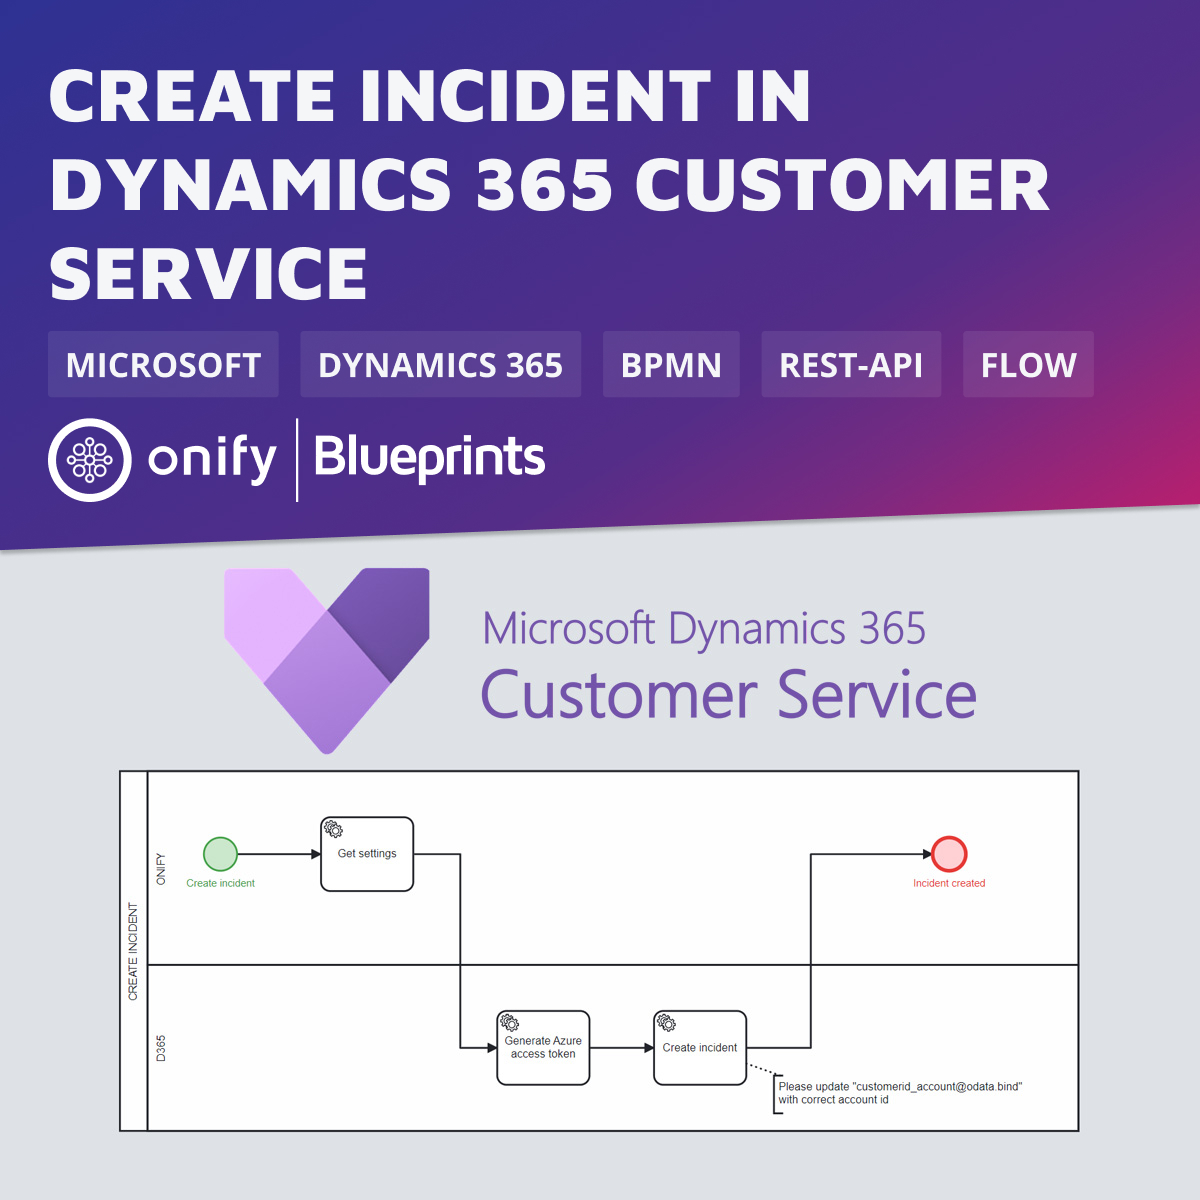 CREATE INCIDENT IN
DYNAMICS 365 CUSTOMER
SERVICE
MICROSOFT DYNAMICS 365 BPMN REST-API FLOW
onify Blueprints
Microsoft Dynamics 365
Customer Service
CREATE INCIDENT
ONIFY
Create incident
Get settings
Incident created
D365
Generate Azure
access token
Create incident
Please update "customerid_account@odata.bind"
with correct account id